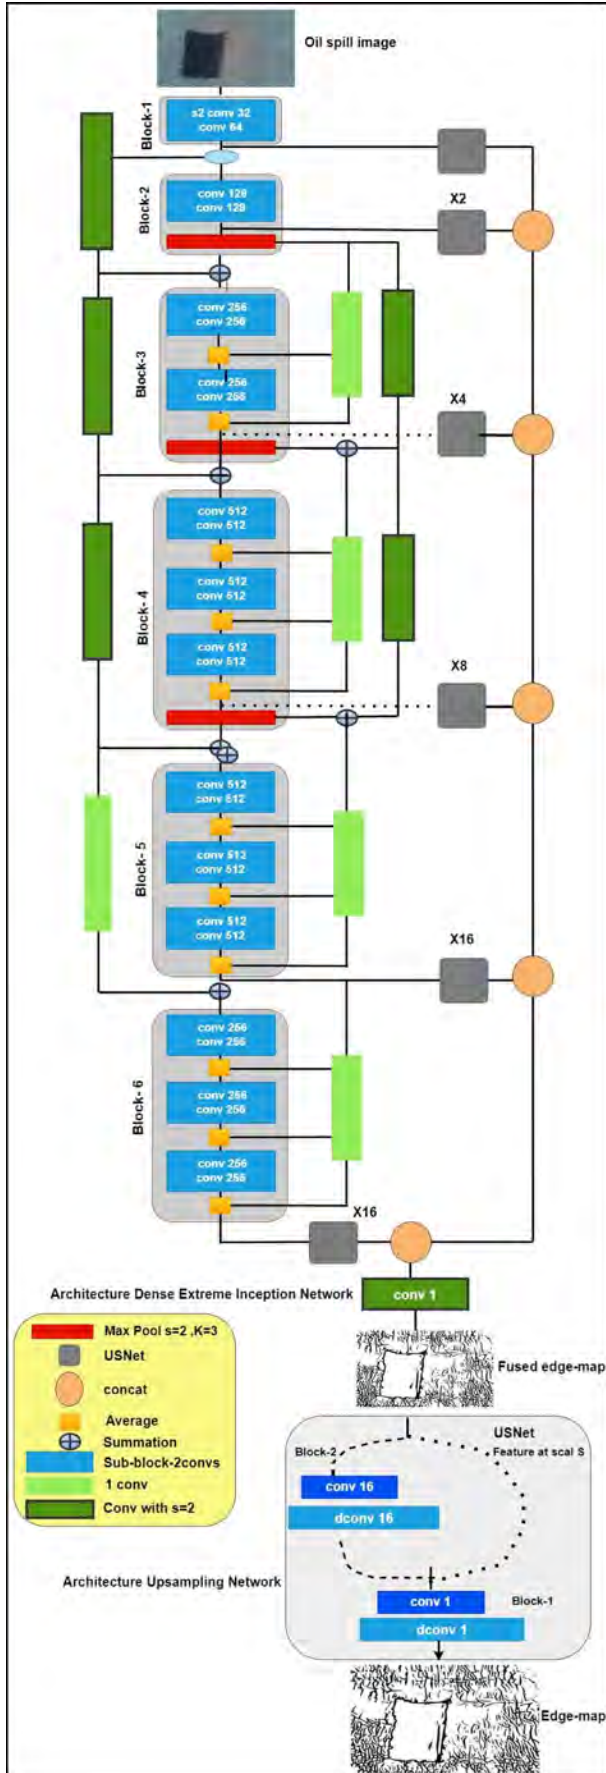 Oil spill image
Block-1
s2 conv 32
conv 64
Block-2
conv 128
conv 128
X2
Block-3
conv 256
conv 256
conv 256
conv 256
X4
Block- 4
conv 512
conv 512
conv 512
conv 512
conv 512
conv 512
X8
Block- 5
conv 512
conv 512
conv 512
conv 512
conv 512
conv 512
X16
Block- 6
conv 256
conv 256
conv 256
conv 256
conv 256
conv 256
X16
Architecture Dense Extreme Inception Network
conv 1
Max Pool s=2 ,K=3
USNet
concat
Average
Summation
Sub-block-2convs
1 conv
Conv with s=2
Fused edge-map
USNet
Block-2
Feature at scal S
conv 16
dconv 16
Architecture Upsampling Network
conv 1
Block-1
dconv 1
Edge-map